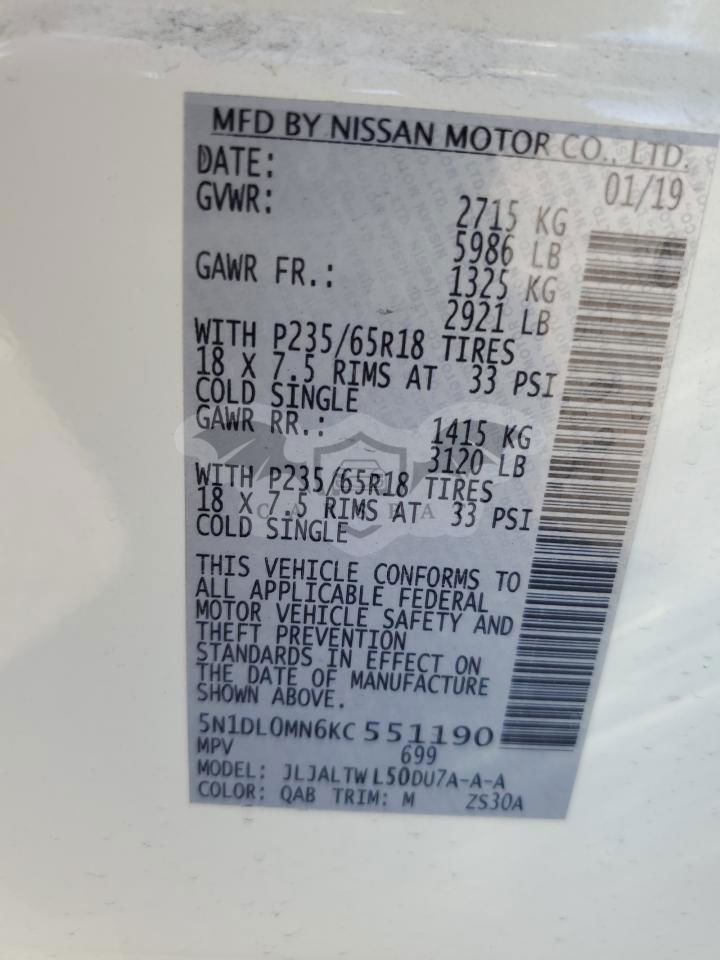 MFD BY NISSAN MOTOR CO., LTD.
DATE: 01/19
GVWR: 2715 KG
5986 LB
GAWR FR.: 1325 KG
2921 LB
WITH P235/65R18 TIRES
18 X 7.5 RIMS AT 33 PSI
COLD SINGLE
GAWR RR.: 1415 KG
3120 LB
WITH P235/65R18 TIRES
18 X 7.5 RIMS AT 33 PSI
COLD SINGLE
THIS VEHICLE CONFORMS TO
ALL APPLICABLE FEDERAL
MOTOR VEHICLE SAFETY AND
THEFT PREVENTION
STANDARDS IN EFFECT ON
THE DATE OF MANUFACTURE
SHOWN ABOVE.
5N1DL0MN6KC 551190
MPV 699
MODEL: JLJALTW L50DU7A-A-A
COLOR: QAB TRIM: M ZS30A